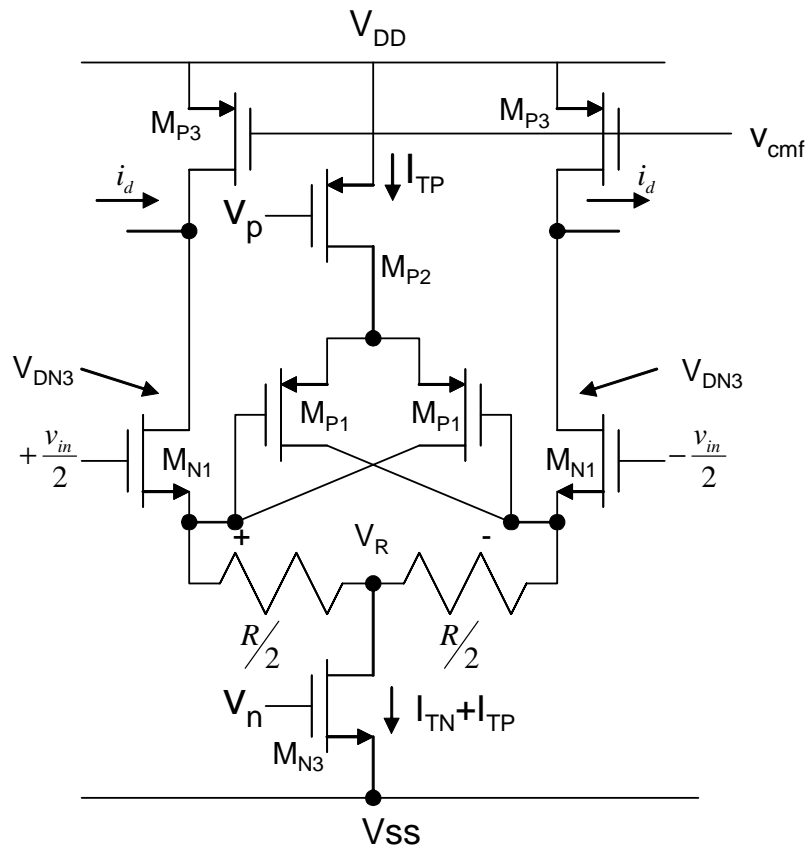 V_DD
M_P3
M_P3
v_cmf
i_d
I_TP
i_d
v_p
M_P2
V_DN3
V_DN3
M_P1
M_P1
+ v_in/2
M_N1
M_N1
- v_in/2
+
V_R
-
R/2
R/2
v_n
I_TN+I_TP
M_N3
Vss